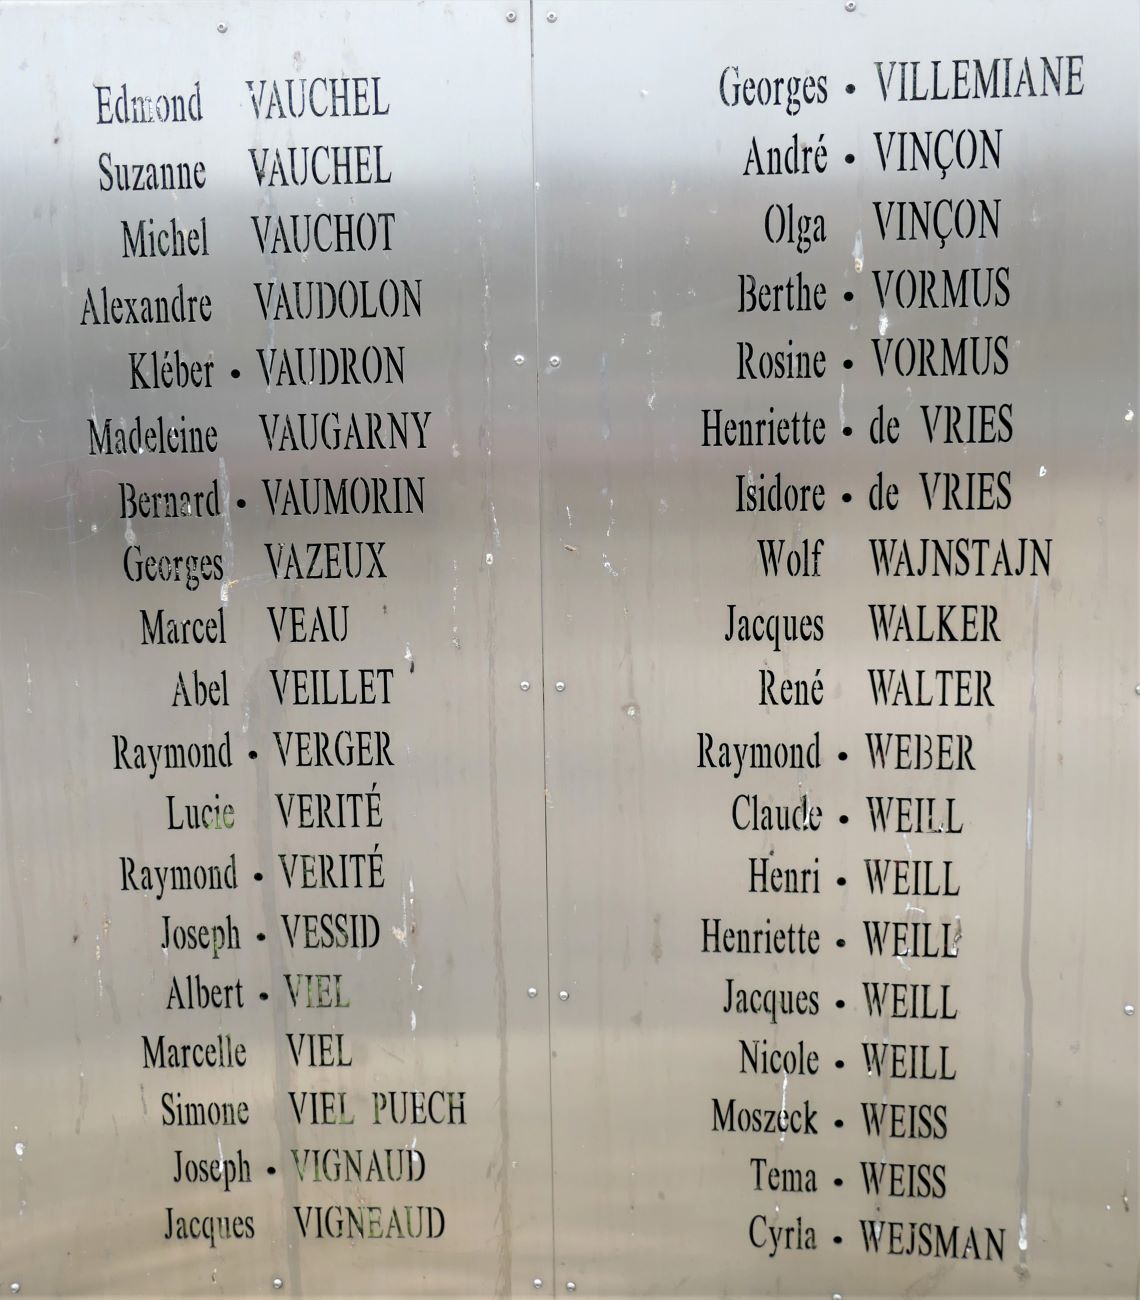 Edmond VAUCHEL
Suzanne VAUCHEL
Michel VAUCHOT
Alexandre VAUDOLON
Kléber • VAUDRON
Madeleine VAUGARNY
Bernard • VAUMORIN
Georges VAZEUX
Marcel VEAU
Abel VEILLET
Raymond • VERGER
Lucie VERITÉ
Raymond • VERITÉ
Joseph • VESSID
Albert • VIEL
Marcelle VIEL
Simone VIEL PUECH
Joseph • VIGNAUD
Jacques VIGNEAUD
Georges • VILLEMIANE
André • VINÇON
Olga VINÇON
Berthe • VORMUS
Rosine • VORMUS
Henriette • de VRIES
Isidore • de VRIES
Wolf WAJNSTAJN
Jacques WALKER
René WALTER
Raymond • WEBER
Claude • WEILL
Henri • WEILL
Henriette • WEILL
Jacques • WEILL
Nicole • WEILL
Moszeck • WEISS
Tema • WEISS
Cyrla • WEJSMAN